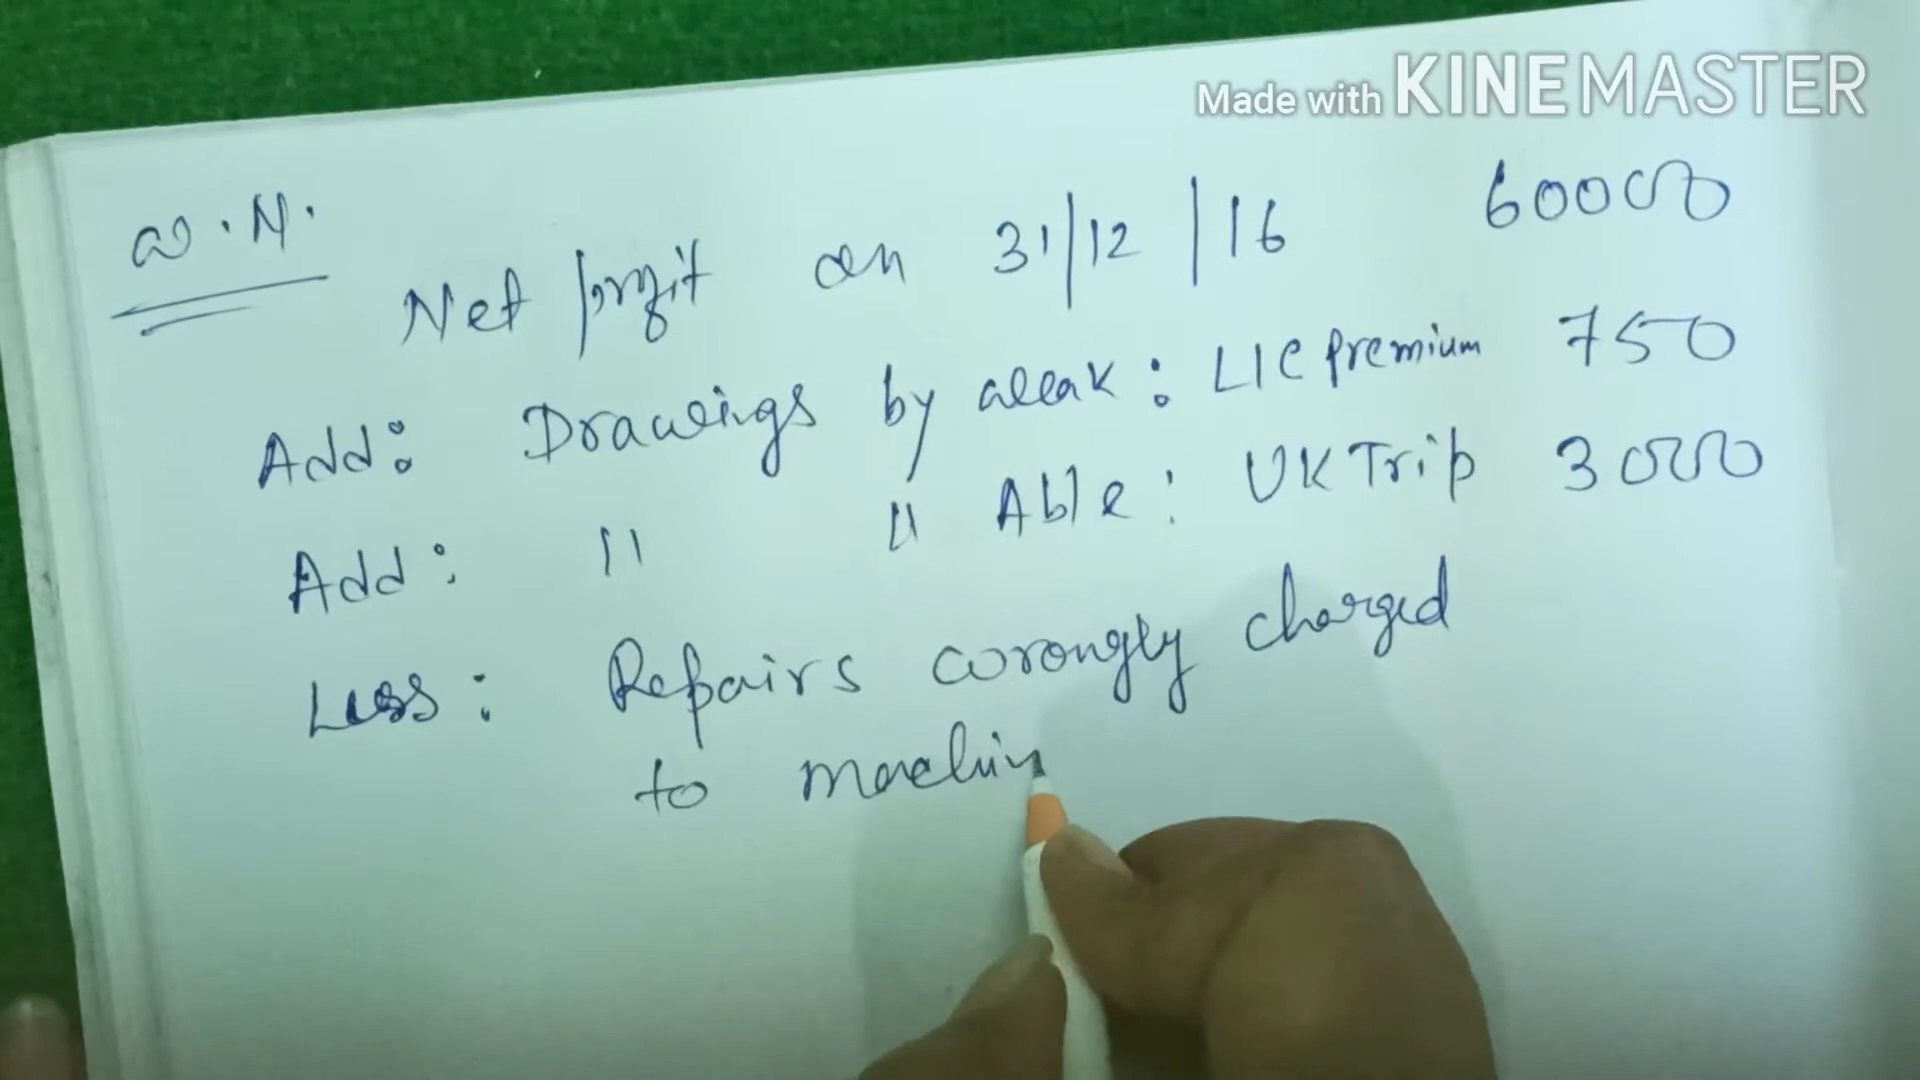 Made with KINEMASTER
W.N.
Net profit on 31/12/16 60000
Add: Drawings by aleak: LIC premium 750
Add: " " Able: UK Trip 3000
Less: Repairs wrongly charged
to machin